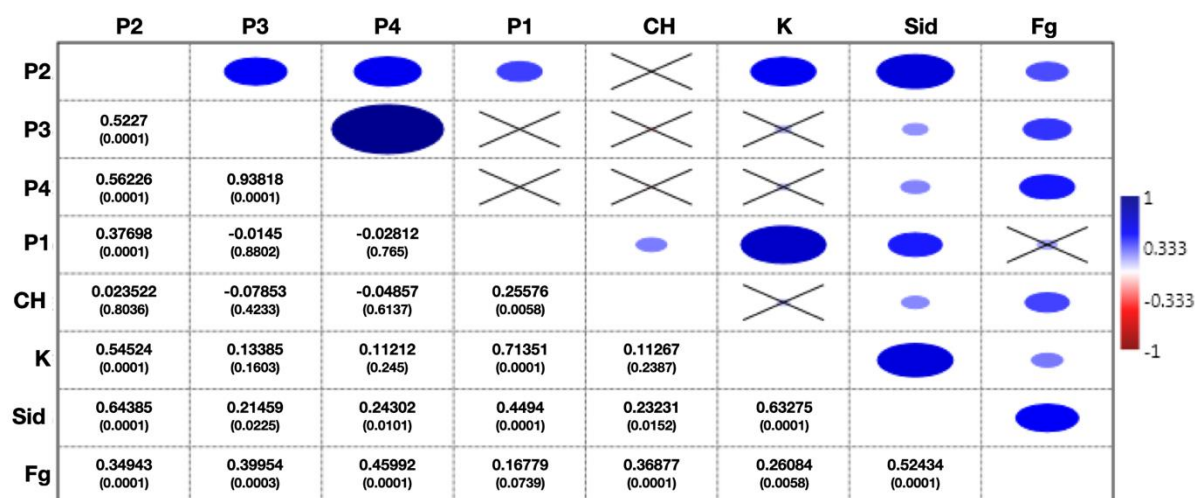 P2 P3 P4 P1 CH K Sid Fg
P2
P3 0.5227
(0.0001)
P4 0.56226 0.93818
(0.0001) (0.0001)
P1 0.37698 -0.0145 -0.02812
(0.0001) (0.8802) (0.765)
CH 0.023522 -0.07853 -0.04857 0.25576
(0.8036) (0.4233) (0.6137) (0.0058)
K 0.54524 0.13385 0.11212 0.71351 0.11267
(0.0001) (0.1603) (0.245) (0.0001) (0.2387)
Sid 0.64385 0.21459 0.24302 0.4494 0.23231 0.63275
(0.0001) (0.0225) (0.0101) (0.0001) (0.0152) (0.0001)
Fg 0.34943 0.39954 0.45992 0.16779 0.36877 0.26084 0.52434
(0.0001) (0.0003) (0.0001) (0.0739) (0.0001) (0.0058) (0.0001)
1
0.333
-0.333
-1